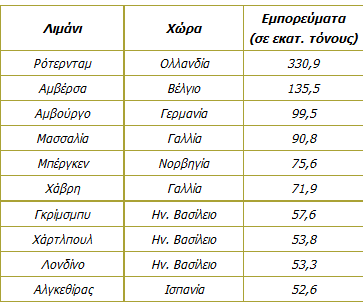 Λιμάνι Χώρα Εμπορεύματα
(σε εκατ. τόνους)
Ρότερνταμ Ολλανδία 330,9
Αμβέρσα Βέλγιο 135,5
Αμβούργο Γερμανία 99,5
Μασσαλία Γαλλία 90,8
Μπέργκεν Νορβηγία 75,6
Χάβρη Γαλλία 71,9
Γκρίμσμπυ Ην. Βασίλειο 57,6
Χάρτλπουλ Ην. Βασίλειο 53,8
Λονδίνο Ην. Βασίλειο 53,3
Αλγκεθίρας Ισπανία 52,6